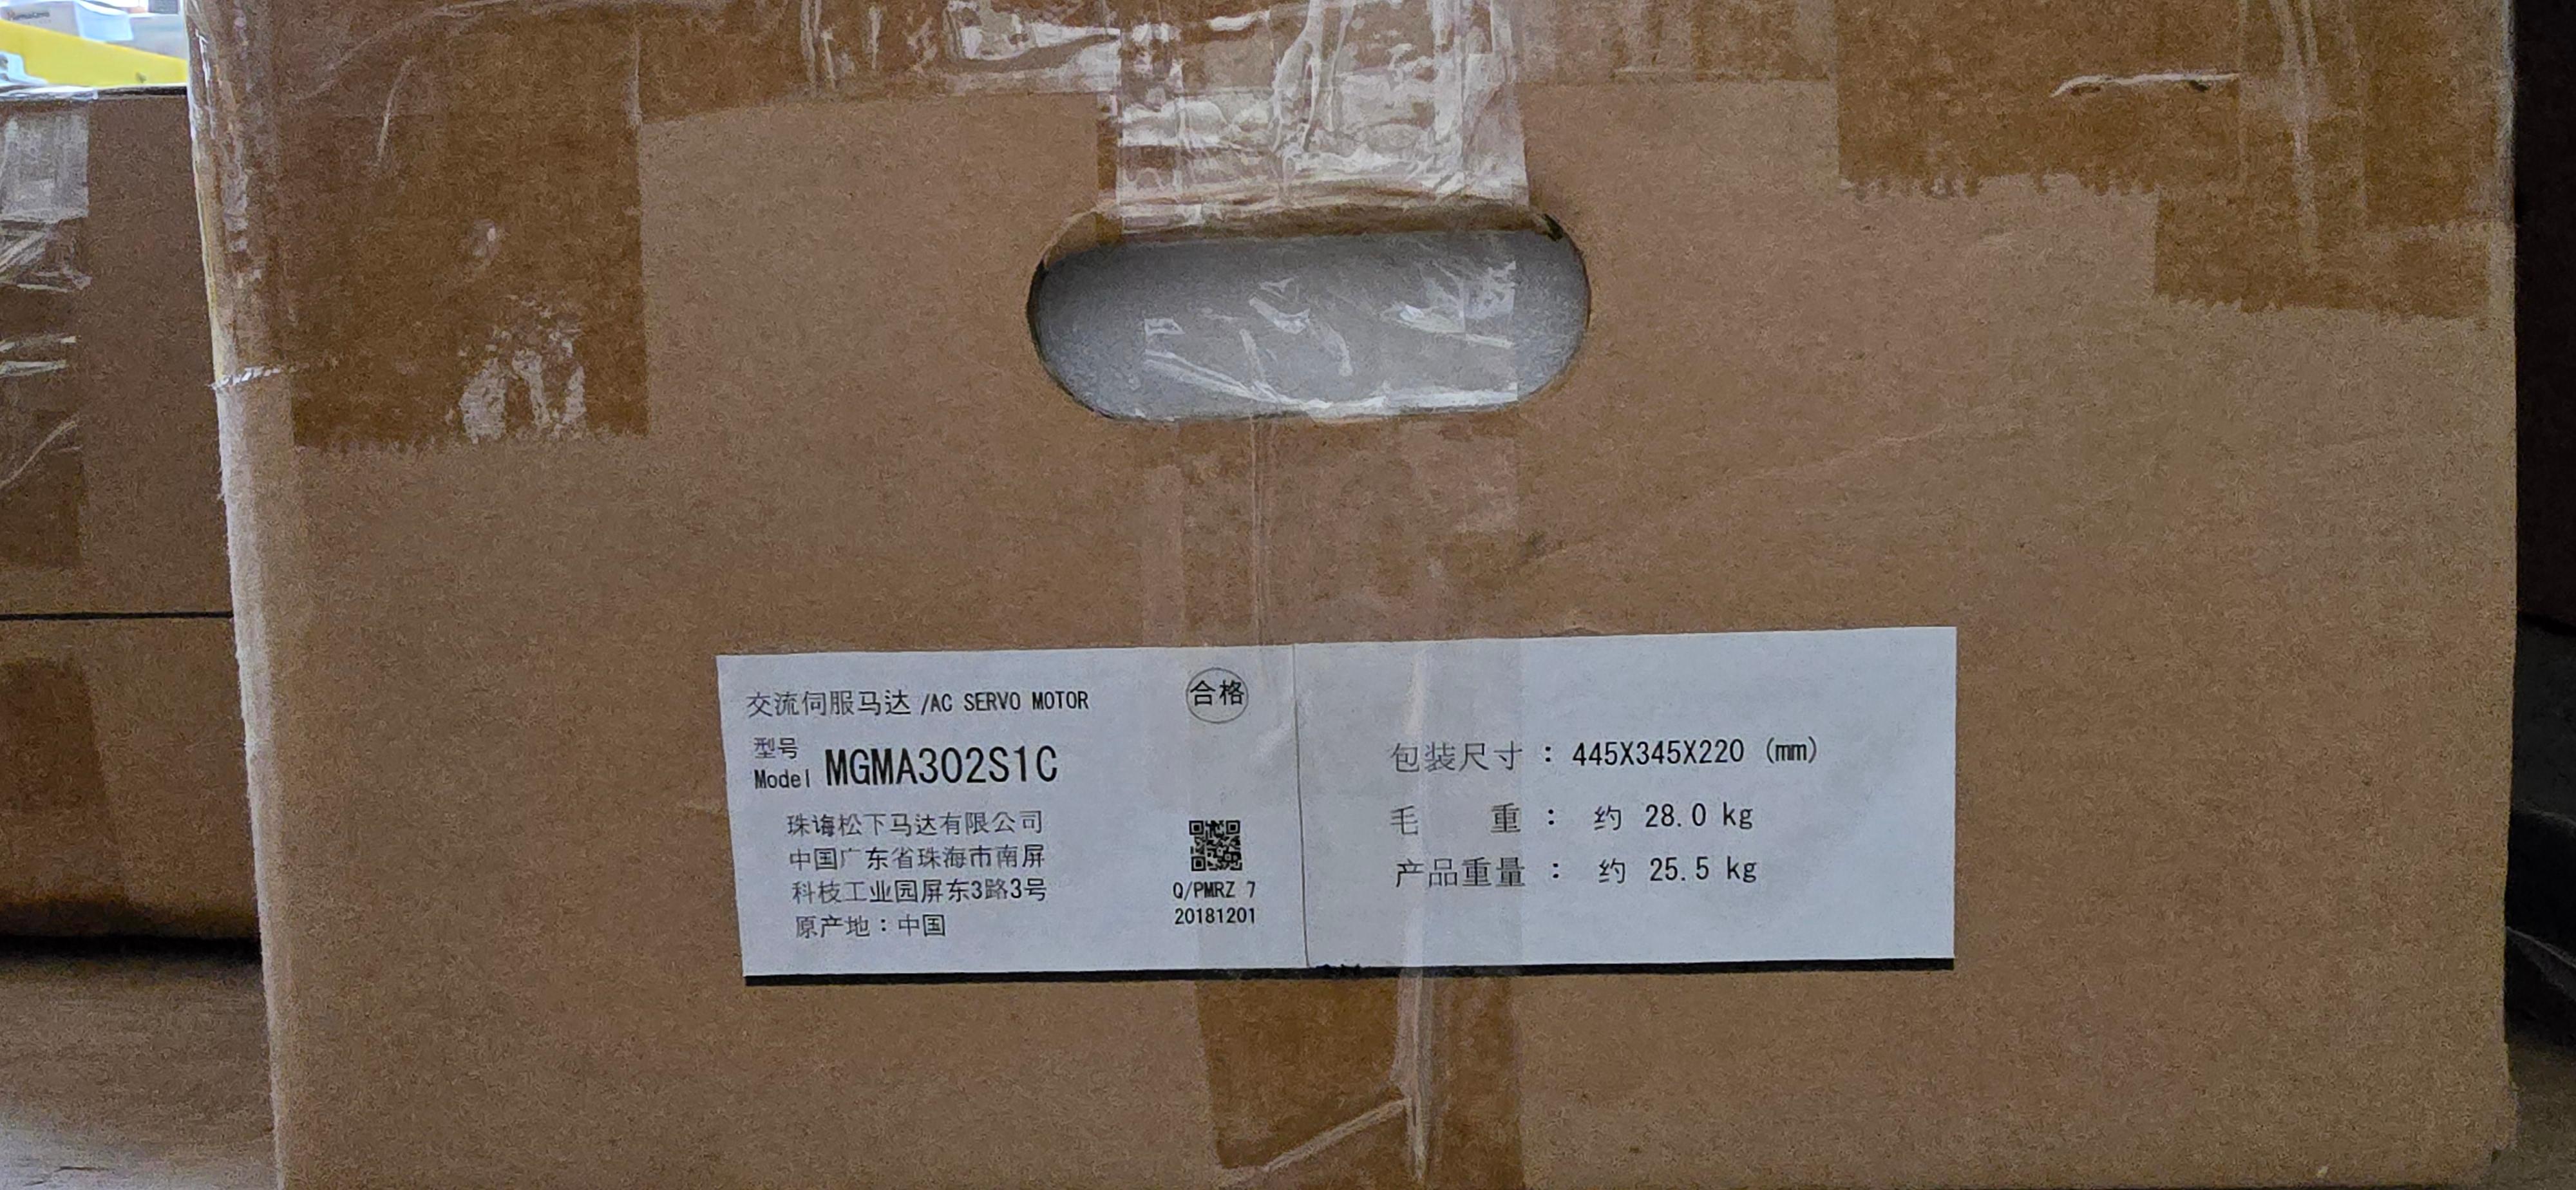 交流伺服马达 /AC SERVO MOTOR
合格
型号
Model MGMA302S1C
珠海松下马达有限公司
中国广东省珠海市南屏
科技工业园屏东3路3号
原产地：中国
Q/PMRZ 7
20181201
包装尺寸 : 445X345X220 (mm)
毛 重 : 约 28.0 kg
产品重量 : 约 25.5 kg